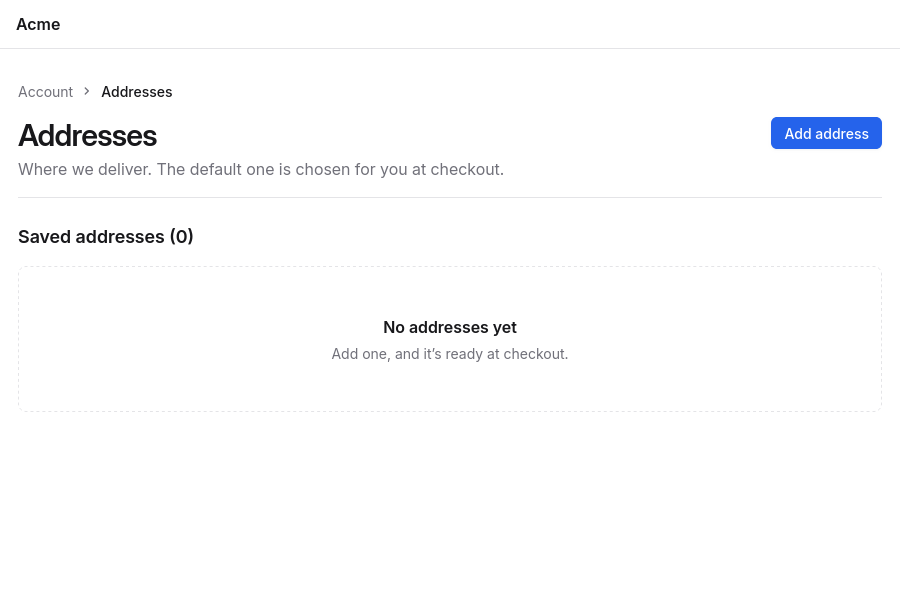 Acme
Account > Addresses
Addresses
Add address
Where we deliver. The default one is chosen for you at checkout.
Saved addresses (0)
No addresses yet
Add one, and it’s ready at checkout.